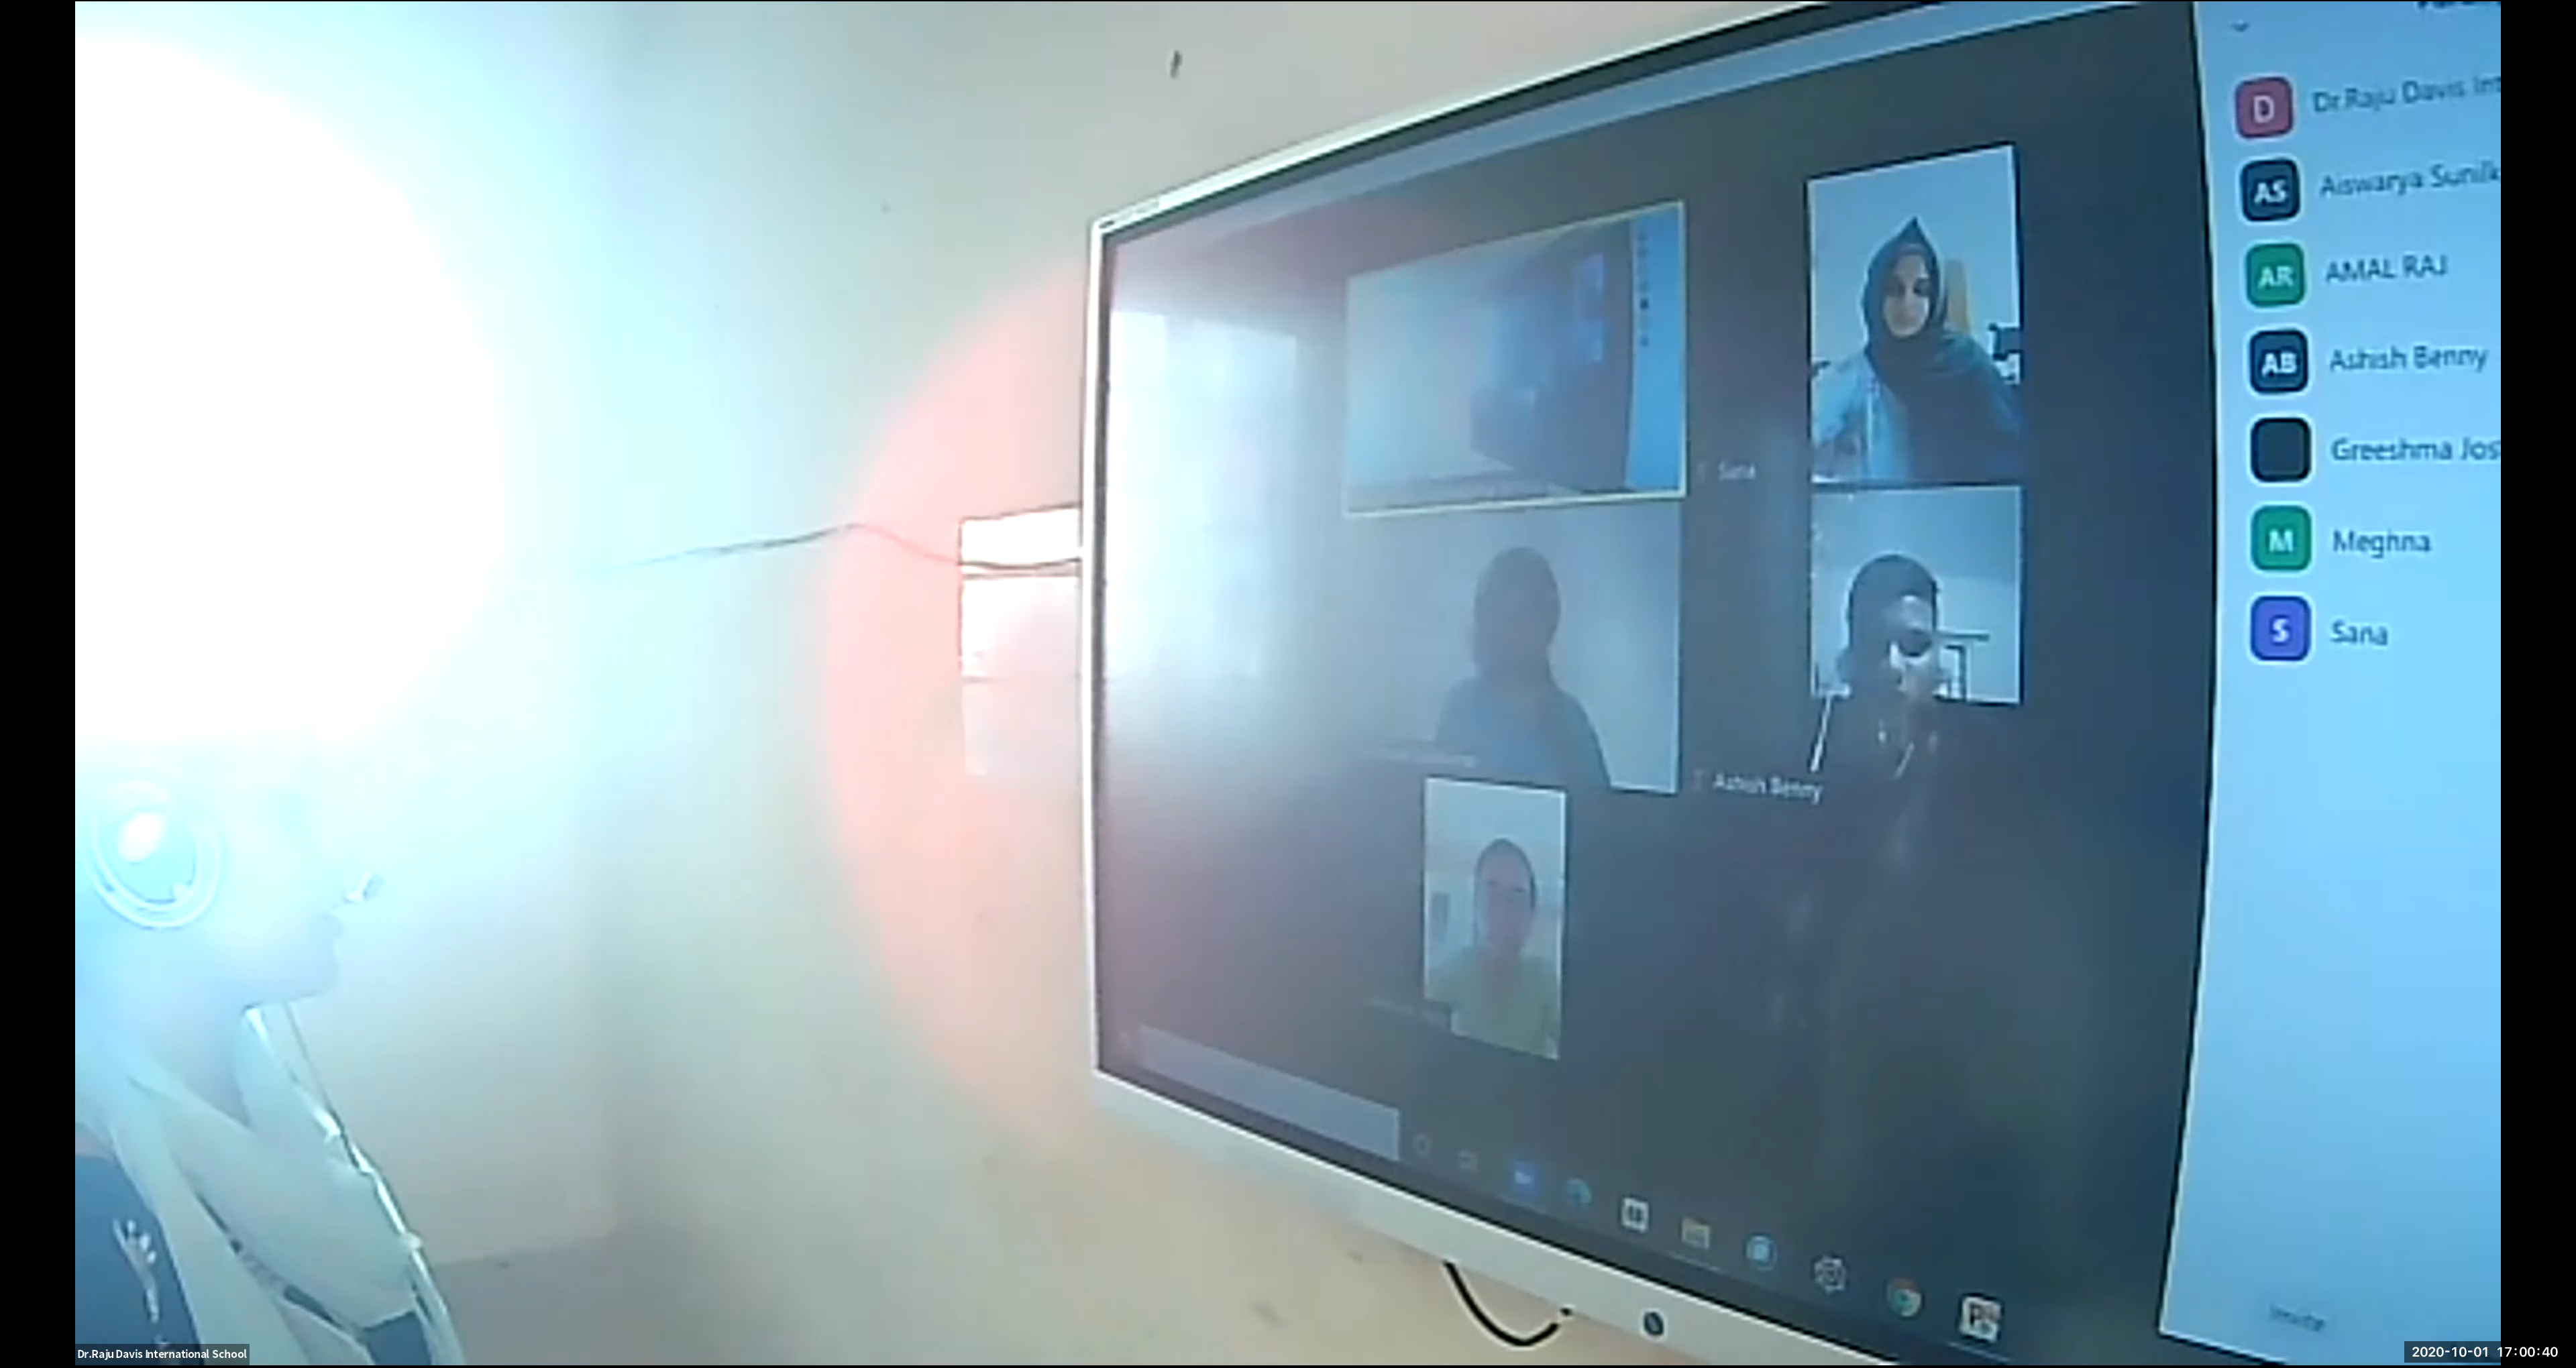 Dr.Raju Davis
D
AS
Aiswarya
AR
AMAL RAJ
AB
Ashish Benny
Greeshma
M
Meghna
S
Sana
Sana
Ashish Benny
Invite
Dr.Raju Davis International School
2020-10-01 17:00:40